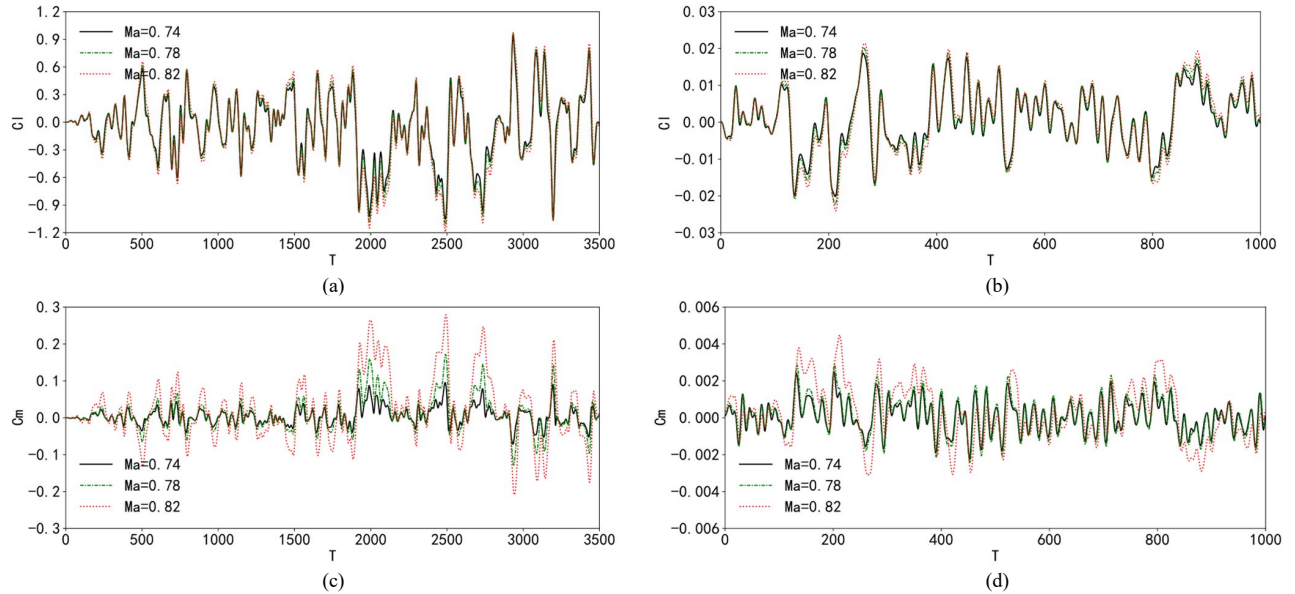 1.2
0.9
0.6
0.3
0.0
−0.3
−0.6
−0.9
−1.2
Cl
Ma=0.74
Ma=0.78
Ma=0.82
0 500 1000 1500 2000 2500 3000 3500
T
(a)
0.03
0.02
0.01
0.00
−0.01
−0.02
−0.03
Cl
Ma=0.74
Ma=0.78
Ma=0.82
0 200 400 600 800 1000
T
(b)
0.3
0.2
0.1
0.0
−0.1
−0.2
−0.3
Cm
Ma=0.74
Ma=0.78
Ma=0.82
0 500 1000 1500 2000 2500 3000 3500
T
(c)
0.006
0.004
0.002
0.000
−0.002
−0.004
−0.006
Cm
Ma=0.74
Ma=0.78
Ma=0.82
0 200 400 600 800 1000
T
(d)